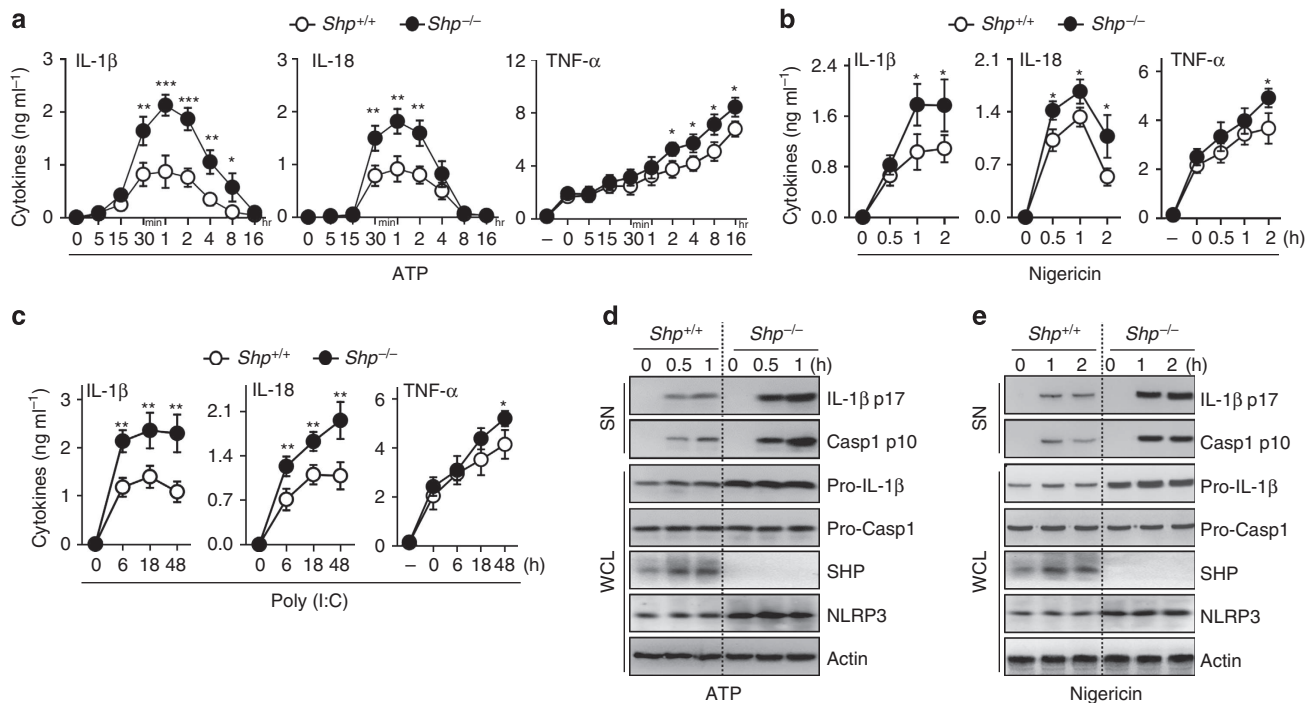 a
Shp+/+ Shp−/−
IL-1β IL-18 TNF-α
Cytokines (ng ml−1)
3 3 12
2 2 8
1 1 4
0 0 0
** *** *** ** *
** ** **
* * * *
min hr min hr min hr
0 5 15 30 1 2 4 8 16
0 5 15 30 1 2 4 8 16
– 0 5 15 30 1 2 4 8 16
ATP
b
Shp+/+ Shp−/−
IL-1β IL-18 TNF-α
Cytokines (ng ml−1)
2.4 2.1 6
1.6 1.4 4
0.8 0.7 2
0.0 0.0 0
* *
* * *
*
0 0.5 1 2
0 0.5 1 2
– 0 0.5 1 2 (h)
Nigericin
c
Shp+/+ Shp−/−
IL-1β IL-18 TNF-α
Cytokines (ng ml−1)
3 2.1 6
2 1.4 4
1 0.7 2
0 0.0 0
** ** **
** ** **
*
0 6 18 48
0 6 18 48
– 0 6 18 48 (h)
Poly (I:C)
d
Shp+/+ Shp−/−
0 0.5 1 0 0.5 1 (h)
SN
IL-1β p17
Casp1 p10
WCL
Pro-IL-1β
Pro-Casp1
SHP
NLRP3
Actin
ATP
e
Shp+/+ Shp−/−
0 1 2 0 1 2 (h)
SN
IL-1β p17
Casp1 p10
WCL
Pro-IL-1β
Pro-Casp1
SHP
NLRP3
Actin
Nigericin